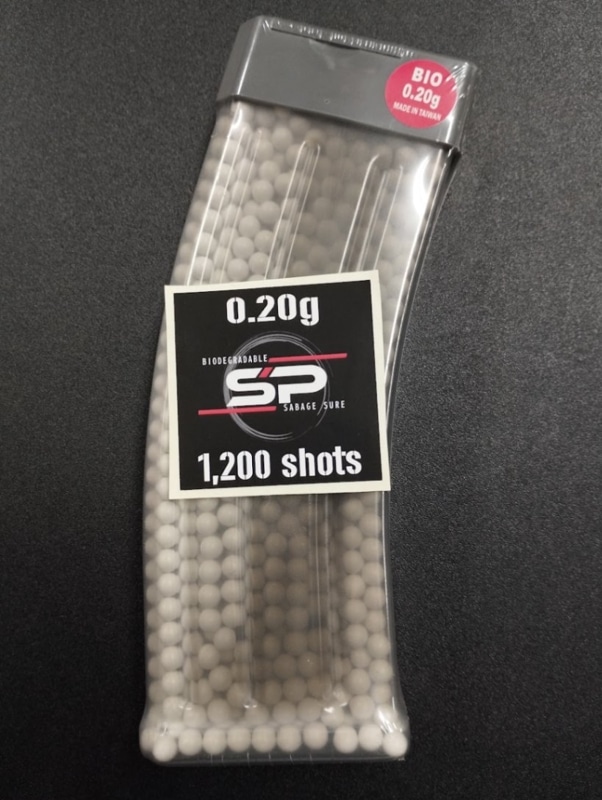 BIO
0.20g
MADE IN TAIWAN
0.20g
BIODEGRADABLE
SP
SABAGE SURE
1,200 shots